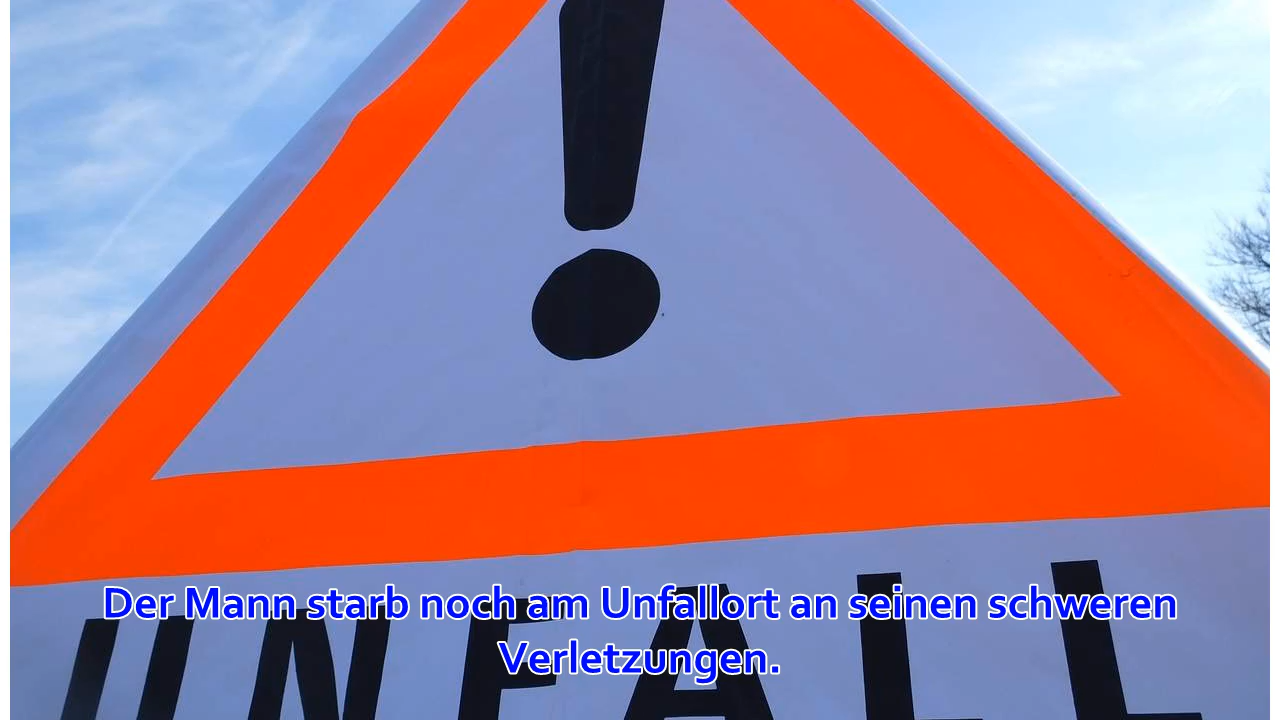 !
Der Mann starb noch am Unfallort an seinen schweren
Verletzungen.
UNFALL